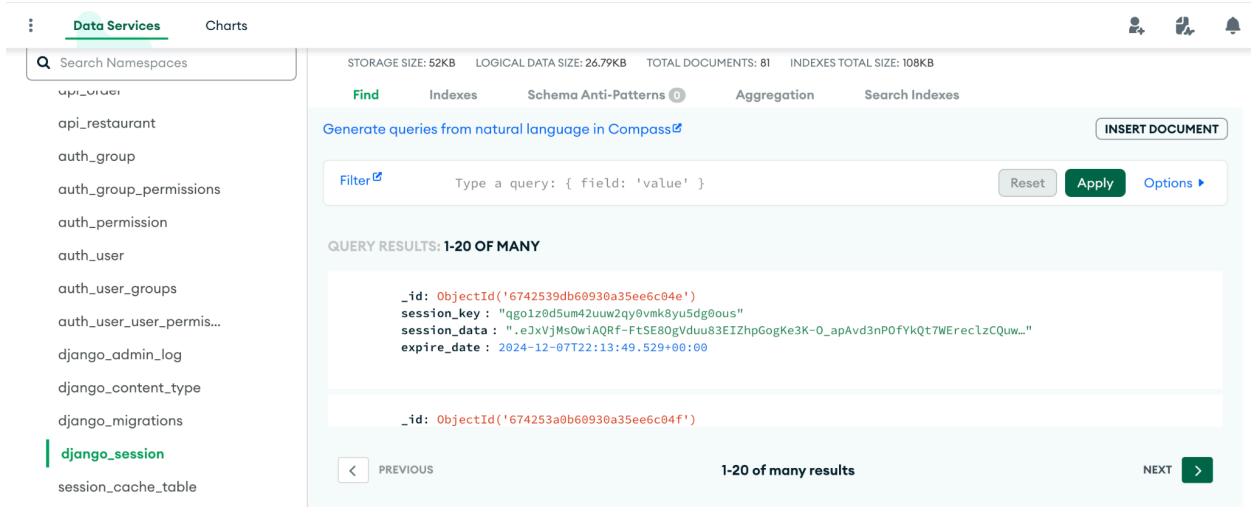 Data Services Charts
Search Namespaces
STORAGE SIZE: 52KB LOGICAL DATA SIZE: 26.79KB TOTAL DOCUMENTS: 81 INDEXES TOTAL SIZE: 108KB
api_order
api_restaurant
auth_group
auth_group_permissions
auth_permission
auth_user
auth_user_groups
auth_user_user_permis...
django_admin_log
django_content_type
django_migrations
django_session
session_cache_table
Find Indexes Schema Anti-Patterns 0 Aggregation Search Indexes
Generate queries from natural language in Compass
INSERT DOCUMENT
Filter Type a query: { field: 'value' } Reset Apply Options
QUERY RESULTS: 1-20 OF MANY
_id: ObjectId('6742539db60930a35ee6c04e')
session_key : "qgo1z0d5um42uuw2qy0vmk8yu5dg0ous"
session_data : ".eJxVjMsOwiAQRf-FtSE8OgVduu83EIZhpGogKe3K-O_apAvd3nPOfYkQt7WEreclzCQuw…"
expire_date : 2024-12-07T22:13:49.529+00:00
_id: ObjectId('674253a0b60930a35ee6c04f')
PREVIOUS 1-20 of many results NEXT